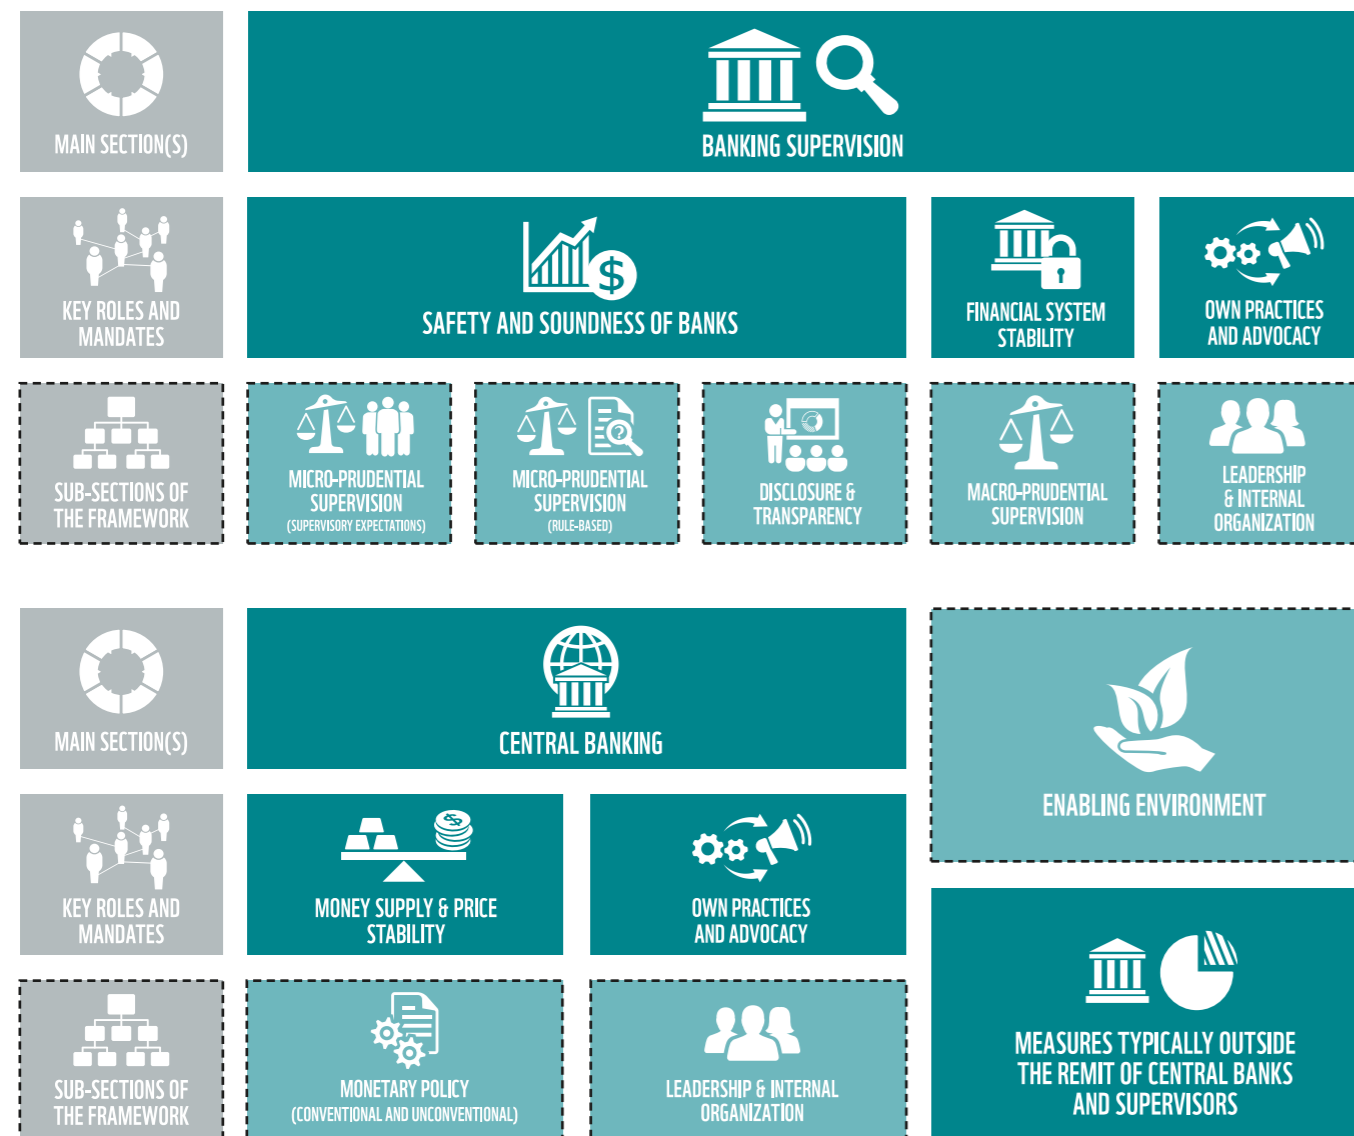 MAIN SECTION(S)
BANKING SUPERVISION
KEY ROLES AND
MANDATES
SAFETY AND SOUNDNESS OF BANKS
FINANCIAL SYSTEM
STABILITY
OWN PRACTICES
AND ADVOCACY
SUB-SECTIONS OF
THE FRAMEWORK
MICRO-PRUDENTIAL
SUPERVISION
(SUPERVISORY EXPECTATIONS)
MICRO-PRUDENTIAL
SUPERVISION
(RULE-BASED)
DISCLOSURE &
TRANSPARENCY
MACRO-PRUDENTIAL
SUPERVISION
LEADERSHIP
& INTERNAL
ORGANIZATION
MAIN SECTION(S)
CENTRAL BANKING
ENABLING ENVIRONMENT
KEY ROLES AND
MANDATES
MONEY SUPPLY & PRICE
STABILITY
OWN PRACTICES
AND ADVOCACY
SUB-SECTIONS OF
THE FRAMEWORK
MONETARY POLICY
(CONVENTIONAL AND UNCONVENTIONAL)
LEADERSHIP & INTERNAL
ORGANIZATION
MEASURES TYPICALLY OUTSIDE
THE REMIT OF CENTRAL BANKS
AND SUPERVISORS